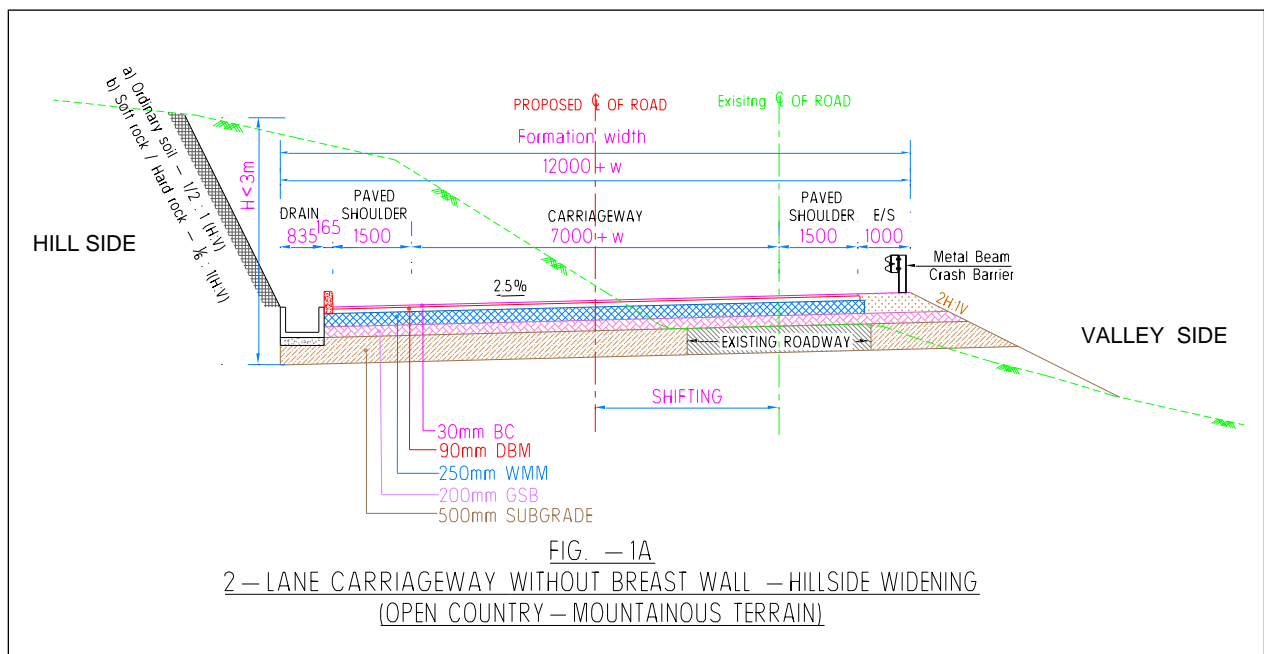 a) Ordinary soil – 1/2 : 1 (H:V)
b) Soft rock / Hard rock – 1/6 : 1(H:V)
PROPOSED ℄ OF ROAD
Exisitng ℄ OF ROAD
Formation width
12000+w
H<3m
DRAIN
835
165
PAVED
SHOULDER
1500
CARRIAGEWAY
7000+w
PAVED
SHOULDER
1500
E/S
1000
HILL SIDE
Metal Beam
Crash Barrier
2.5%
2H:1V
VALLEY SIDE
EXISTING ROADWAY
SHIFTING
30mm BC
90mm DBM
250mm WMM
200mm GSB
500mm SUBGRADE
FIG. –1A
2–LANE CARRIAGEWAY WITHOUT BREAST WALL –HILLSIDE WIDENING
(OPEN COUNTRY–MOUNTAINOUS TERRAIN)